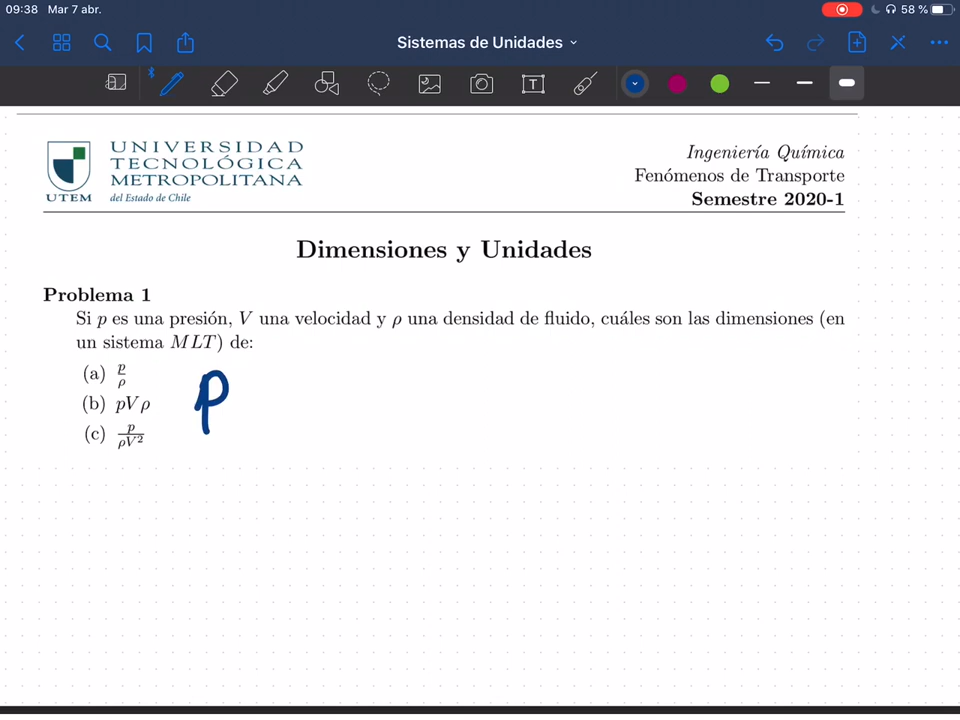 09:38 Mar 7 abr. 58 %
Sistemas de Unidades
T
UNIVERSIDAD
TECNOLÓGICA
METROPOLITANA
UTEM del Estado de Chile
Ingeniería Química
Fenómenos de Transporte
Semestre 2020-1
Dimensiones y Unidades
Problema 1
Si p es una presión, V una velocidad y ρ una densidad de fluido, cuáles son las dimensiones (en
un sistema MLT) de:
(a) p/ρ
(b) pVρ
(c) p/ρV²
p